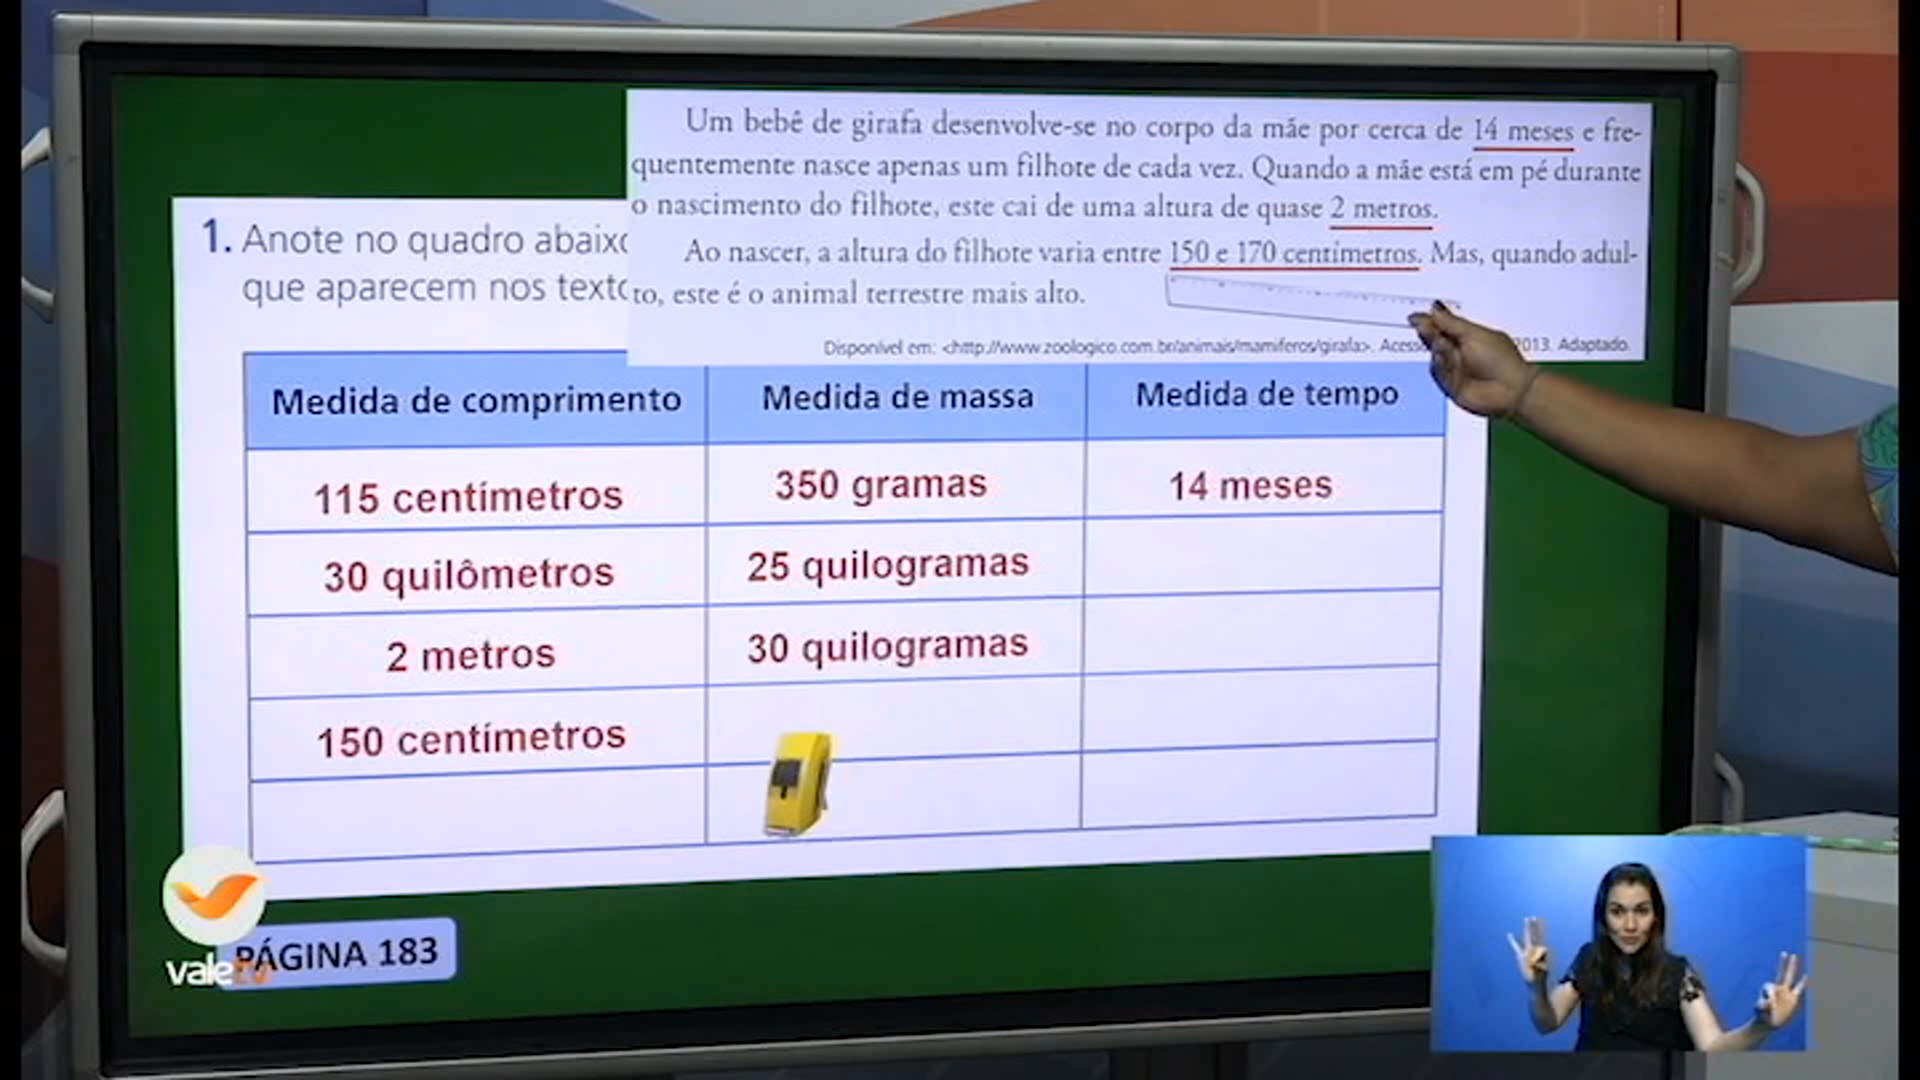 Um bebê de girafa desenvolve-se no corpo da mãe por cerca de 14 meses e fre-
quentemente nasce apenas um filhote de cada vez. Quando a mãe está em pé durante
o nascimento do filhote, este cai de uma altura de quase 2 metros.
Ao nascer, a altura do filhote varia entre 150 e 170 centímetros. Mas, quando adul-
to, este é o animal terrestre mais alto.
Disponível em: <http://www.zoologico.com.br/animais/mamiferos/girafa>. 2013. Adaptado.
1. Anote no quadro abaixo
que aparecem nos texto
Medida de comprimento Medida de massa Medida de tempo
115 centímetros 350 gramas 14 meses
30 quilômetros 25 quilogramas
2 metros 30 quilogramas
150 centímetros
PÁGINA 183
valetv